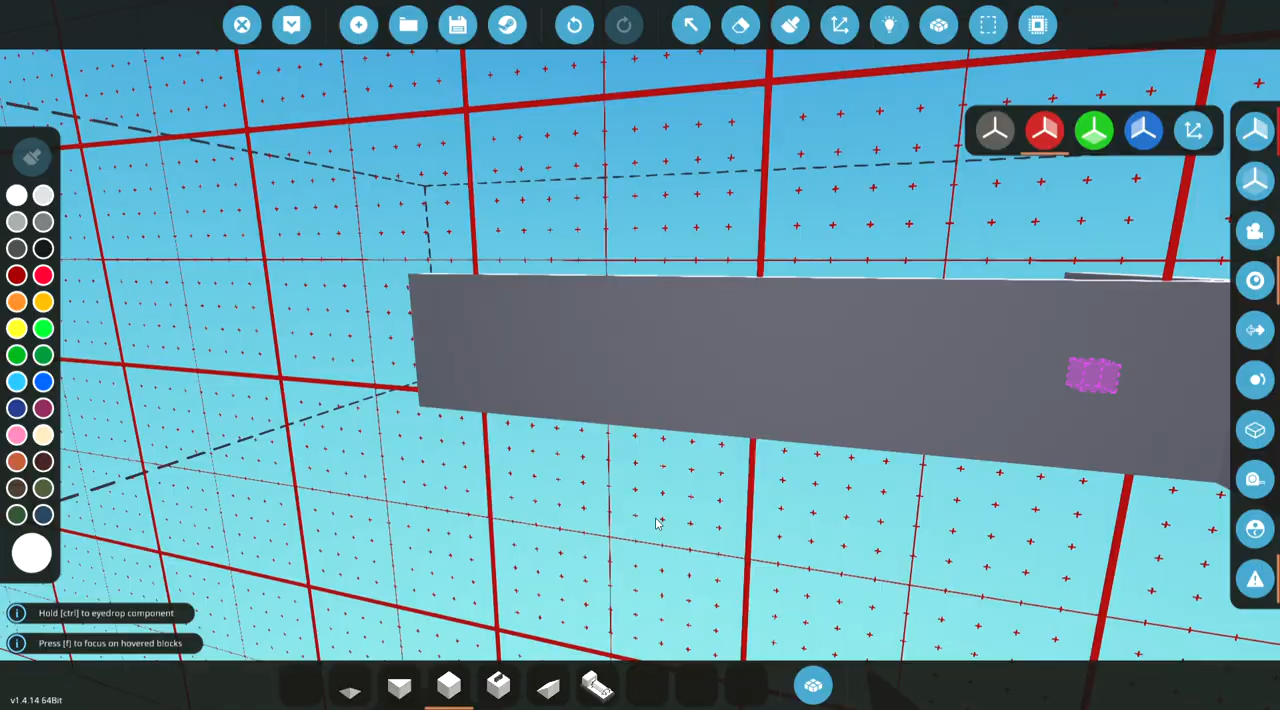 Hold [ctrl] to eyedrop component
Press [f] to focus on hovered blocks
v1.4.14 64Bit